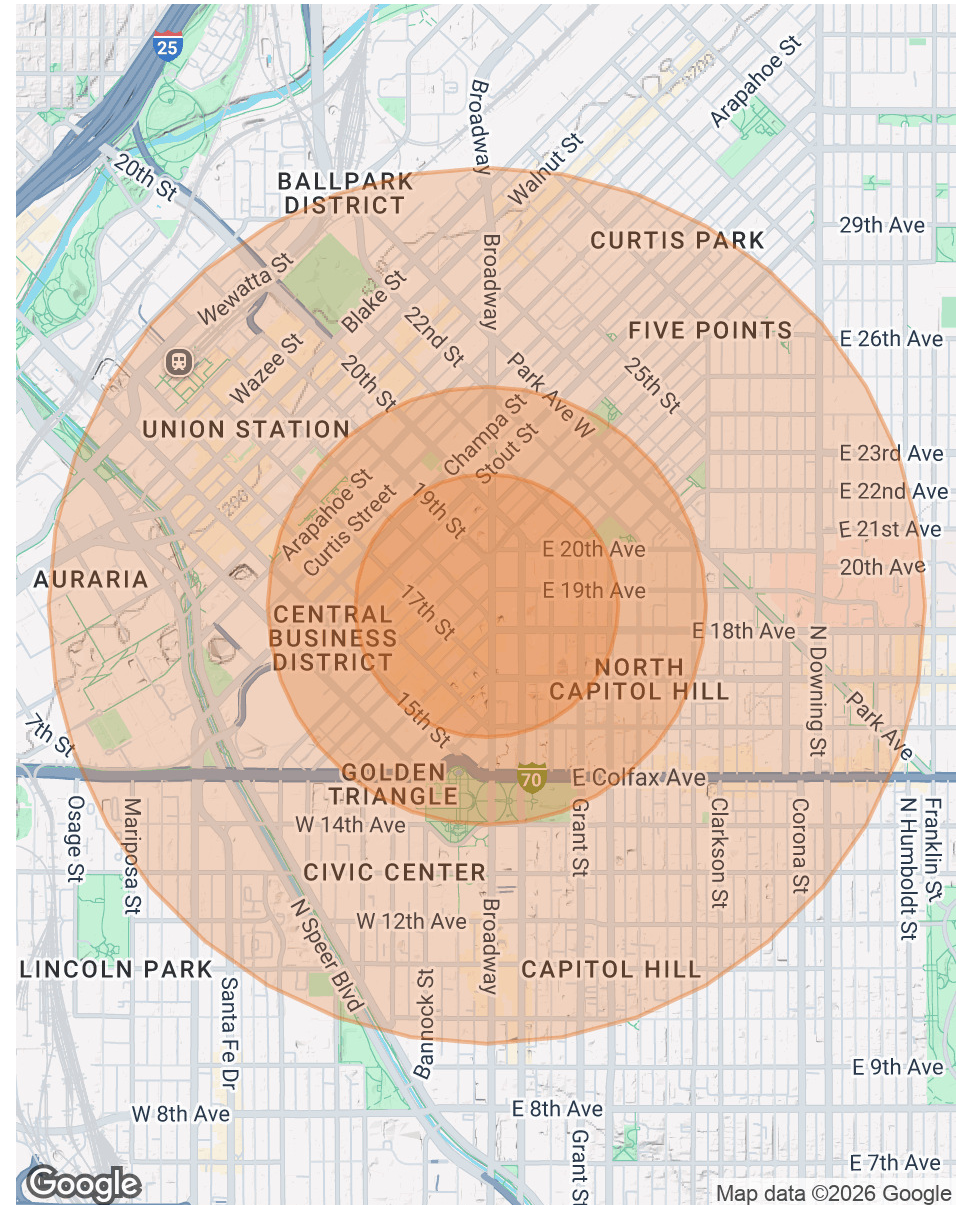 25
Broadway
Arapahoe St
5200
20th St
BALLPARK
DISTRICT
Walnut St
CURTIS PARK
29th Ave
Wewatta St
Broadway
Blake St
22nd St
FIVE POINTS
E 26th Ave
Wazee St
20th St
Park Ave W
25th St
UNION STATION
Champa St
Stout St
E 23rd Ave
E 22nd Ave
Arapahoe St
Curtis Street
19th St
5200
E 21st Ave
E 20th Ave
20th Ave
AURARIA
E 19th Ave
17th St
CENTRAL
BUSINESS
DISTRICT
E 18th Ave
N Downing St
NORTH
CAPITOL HILL
15th St
Park Ave
7th St
GOLDEN
TRIANGLE
70
E Colfax Ave
Osage St
Mariposa St
W 14th Ave
Grant St
Clarkson St
Corona St
N Humboldt St
Franklin St
CIVIC CENTER
N Speer Blvd
W 12th Ave
Broadway
LINCOLN PARK
CAPITOL HILL
Santa Fe Dr
Bannock St
E 9th Ave
W 8th Ave
E 8th Ave
Grant St
E 7th Ave
Google
Map data ©2026 Google